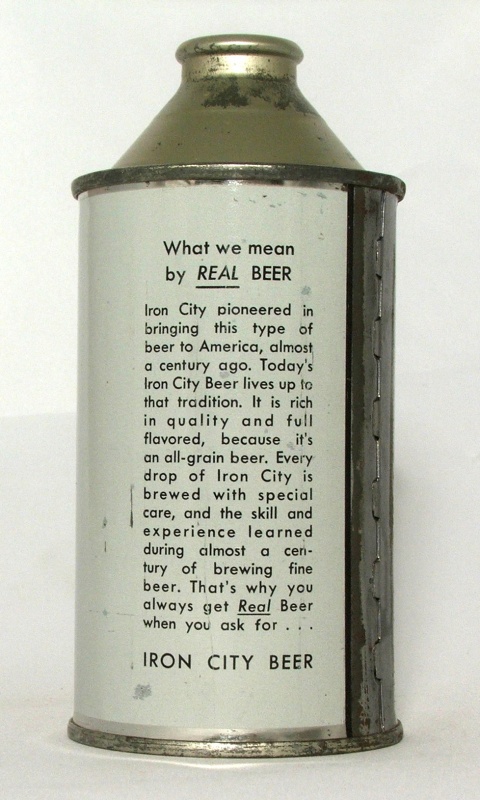 What we mean
by REAL BEER
Iron City pioneered in
bringing this type of
beer to America, almost
a century ago. Today's
Iron City Beer lives up to
that tradition. It is rich
in quality and full
flavored, because it's
an all-grain beer. Every
drop of Iron City is
brewed with special
care, and the skill and
experience learned
during almost a cen-
tury of brewing fine
beer. That's why you
always get Real Beer
when you ask for . . .
IRON CITY BEER